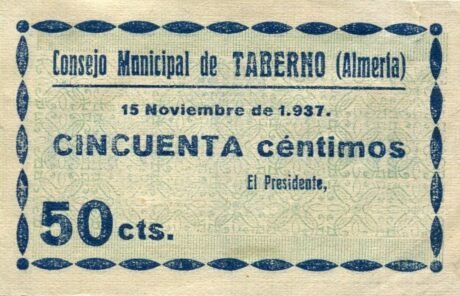 Consejo Municipal de TABERNO (Almería)
15 Noviembre de 1.937.
CINCUENTA céntimos
El Presidente,
50 cts.